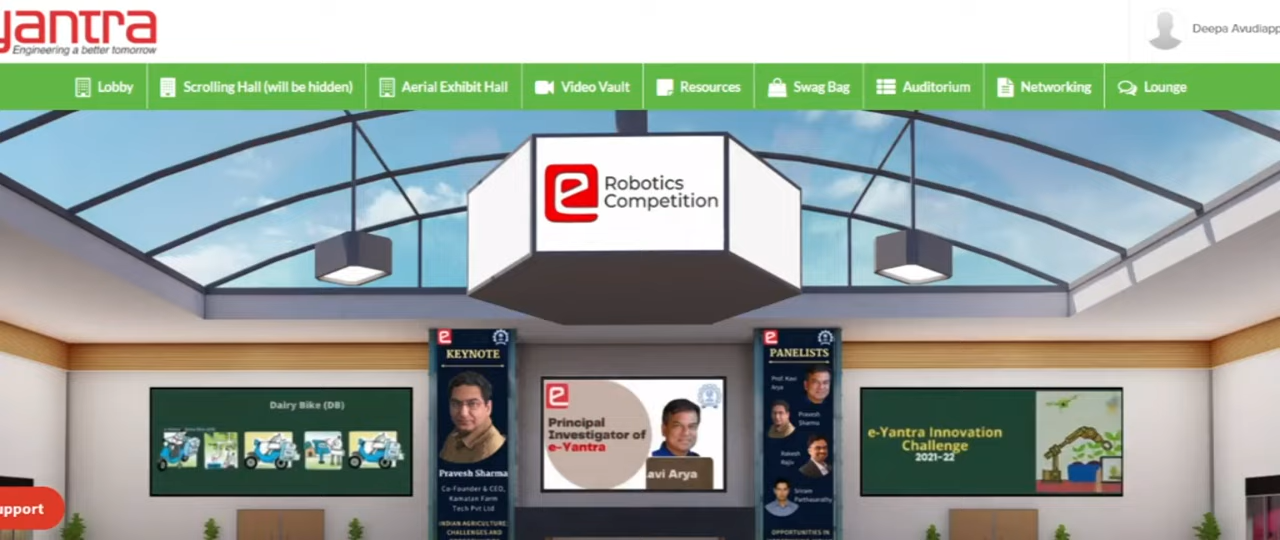 yantra
Engineering a better tomorrow
Deepa Avudiapp
Lobby
Scrolling Hall (will be hidden)
Aerial Exhibit Hall
Video Vault
Resources
Swag Bag
Auditorium
Networking
Lounge
e Robotics
Competition
KEYNOTE
Pravesh Sharma
Co-Founder & CEO,
Kamatan Farm
Tech Pvt Ltd
INDIAN AGRICULTURE:
CHALLENGES AND
Dairy Bike (DB)
e
Principal
Investigator of
e-Yantra
avi Arya
PANELISTS
Prof. Kavi
Arya
Pravesh
Sharma
Rakesh
Sriram
Parthasarathy
OPPORTUNITIES IN
e-Yantra Innovation
Challenge
2021-22
upport